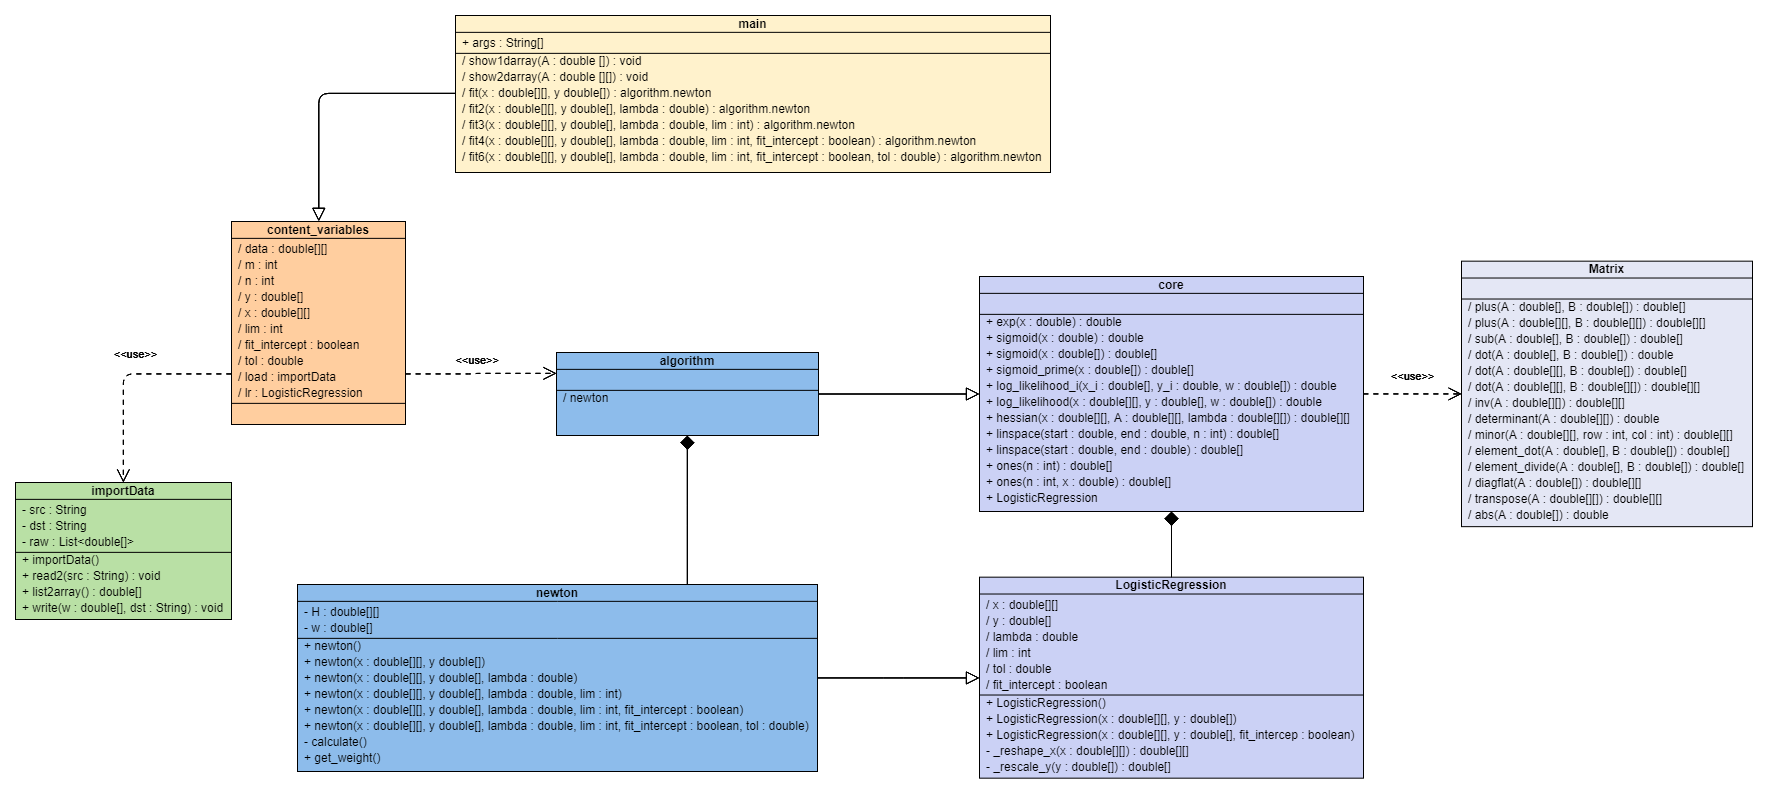 main
+ args : String[]
/ show1darray(A : double []) : void
/ show2darray(A : double [][]) : void
/ fit(x : double[][], y double[]) : algorithm.newton
/ fit2(x : double[][], y double[], lambda : double) : algorithm.newton
/ fit3(x : double[][], y double[], lambda : double, lim : int) : algorithm.newton
/ fit4(x : double[][], y double[], lambda : double, lim : int, fit_intercept : boolean) : algorithm.newton
/ fit6(x : double[][], y double[], lambda : double, lim : int, fit_intercept : boolean, tol : double) : algorithm.newton
content_variables
/ data : double[][]
/ m : int
/ n : int
/ y : double[]
/ x : double[][]
/ lim : int
/ fit_intercept : boolean
/ tol : double
/ load : importData
/ lr : LogisticRegression
<<use>>
<<use>>
importData
- src : String
- dst : String
- raw : List<double[]>
+ importData()
+ read2(src : String) : void
+ list2array() : double[]
+ write(w : double[], dst : String) : void
algorithm
/ newton
core
+ exp(x : double) : double
+ sigmoid(x : double) : double
+ sigmoid(x : double[]) : double[]
+ sigmoid_prime(x : double[]) : double[]
+ log_likelihood_i(x_i : double[], y_i : double, w : double[]) : double
+ log_likelihood(x : double[][], y : double[], w : double[]) : double
+ hessian(x : double[][], A : double[][], lambda : double[][]) : double[][]
+ linspace(start : double, end : double, n : int) : double[]
+ linspace(start : double, end : double) : double[]
+ ones(n : int) : double[]
+ ones(n : int, x : double) : double[]
+ LogisticRegression
<<use>>
Matrix
/ plus(A : double[], B : double[]) : double[]
/ plus(A : double[][], B : double[][]) : double[][]
/ sub(A : double[], B : double[]) : double[]
/ dot(A : double[], B : double[]) : double
/ dot(A : double[][], B : double[]) : double[]
/ dot(A : double[][], B : double[][]) : double[][]
/ inv(A : double[][]) : double[][]
/ determinant(A : double[][]) : double
/ minor(A : double[][], row : int, col : int) : double[][]
/ element_dot(A : double[], B : double[]) : double[]
/ element_divide(A : double[], B : double[]) : double[]
/ diagflat(A : double[]) : double[][]
/ transpose(A : double[][]) : double[][]
/ abs(A : double[]) : double
newton
- H : double[][]
- w : double[]
+ newton()
+ newton(x : double[][], y double[])
+ newton(x : double[][], y double[], lambda : double)
+ newton(x : double[][], y double[], lambda : double, lim : int)
+ newton(x : double[][], y double[], lambda : double, lim : int, fit_intercept : boolean)
+ newton(x : double[][], y double[], lambda : double, lim : int, fit_intercept : boolean, tol : double)
- calculate()
+ get_weight()
LogisticRegression
/ x : double[][]
/ y : double[]
/ lambda : double
/ lim : int
/ tol : double
/ fit_intercept : boolean
+ LogisticRegression()
+ LogisticRegression(x : double[][], y : double[])
+ LogisticRegression(x : double[][], y : double[], fit_intercep : boolean)
- _reshape_x(x : double[][]) : double[][]
- _rescale_y(y : double[]) : double[]